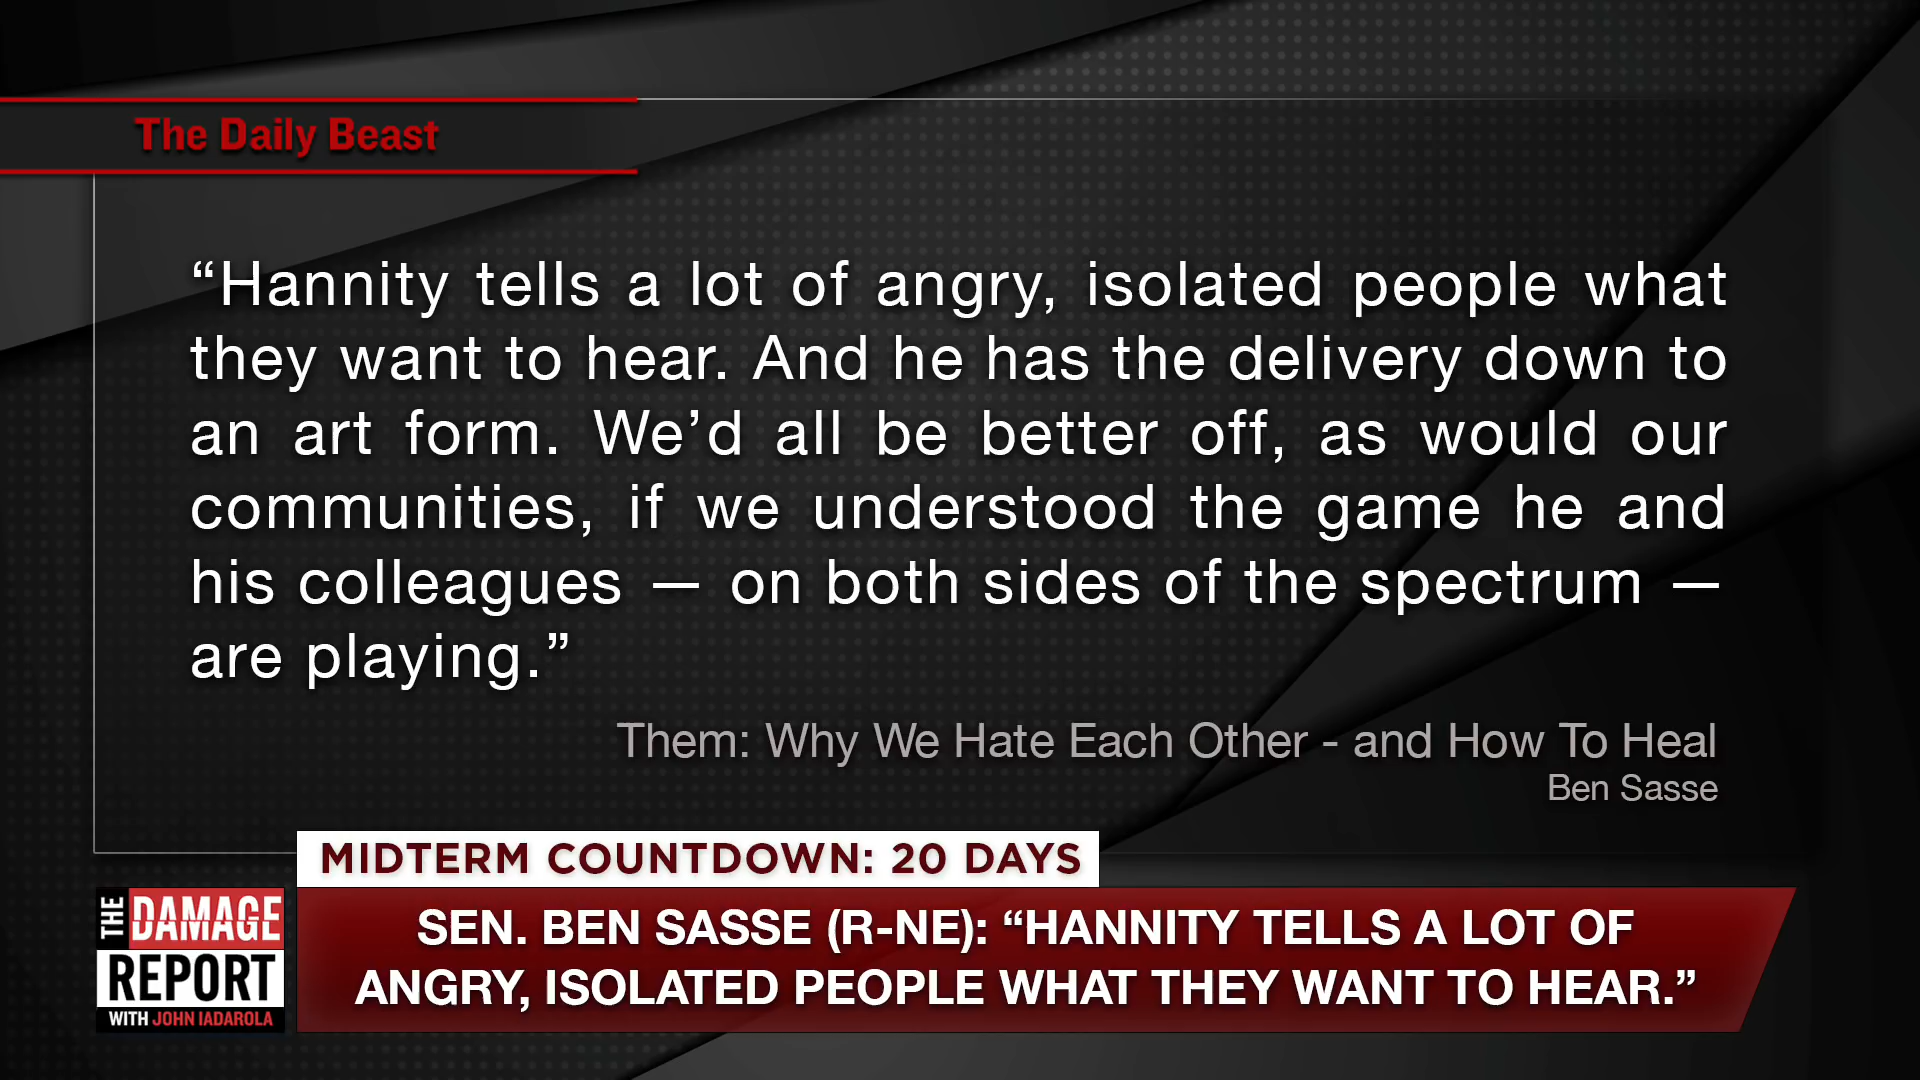 The Daily Beast
“Hannity tells a lot of angry, isolated people what
they want to hear. And he has the delivery down to
an art form. We’d all be better off, as would our
communities, if we understood the game he and
his colleagues — on both sides of the spectrum —
are playing.”
Them: Why We Hate Each Other - and How To Heal
Ben Sasse
MIDTERM COUNTDOWN: 20 DAYS
SEN. BEN SASSE (R-NE): “HANNITY TELLS A LOT OF
ANGRY, ISOLATED PEOPLE WHAT THEY WANT TO HEAR.”
THE DAMAGE
REPORT
WITH JOHN IADAROLA